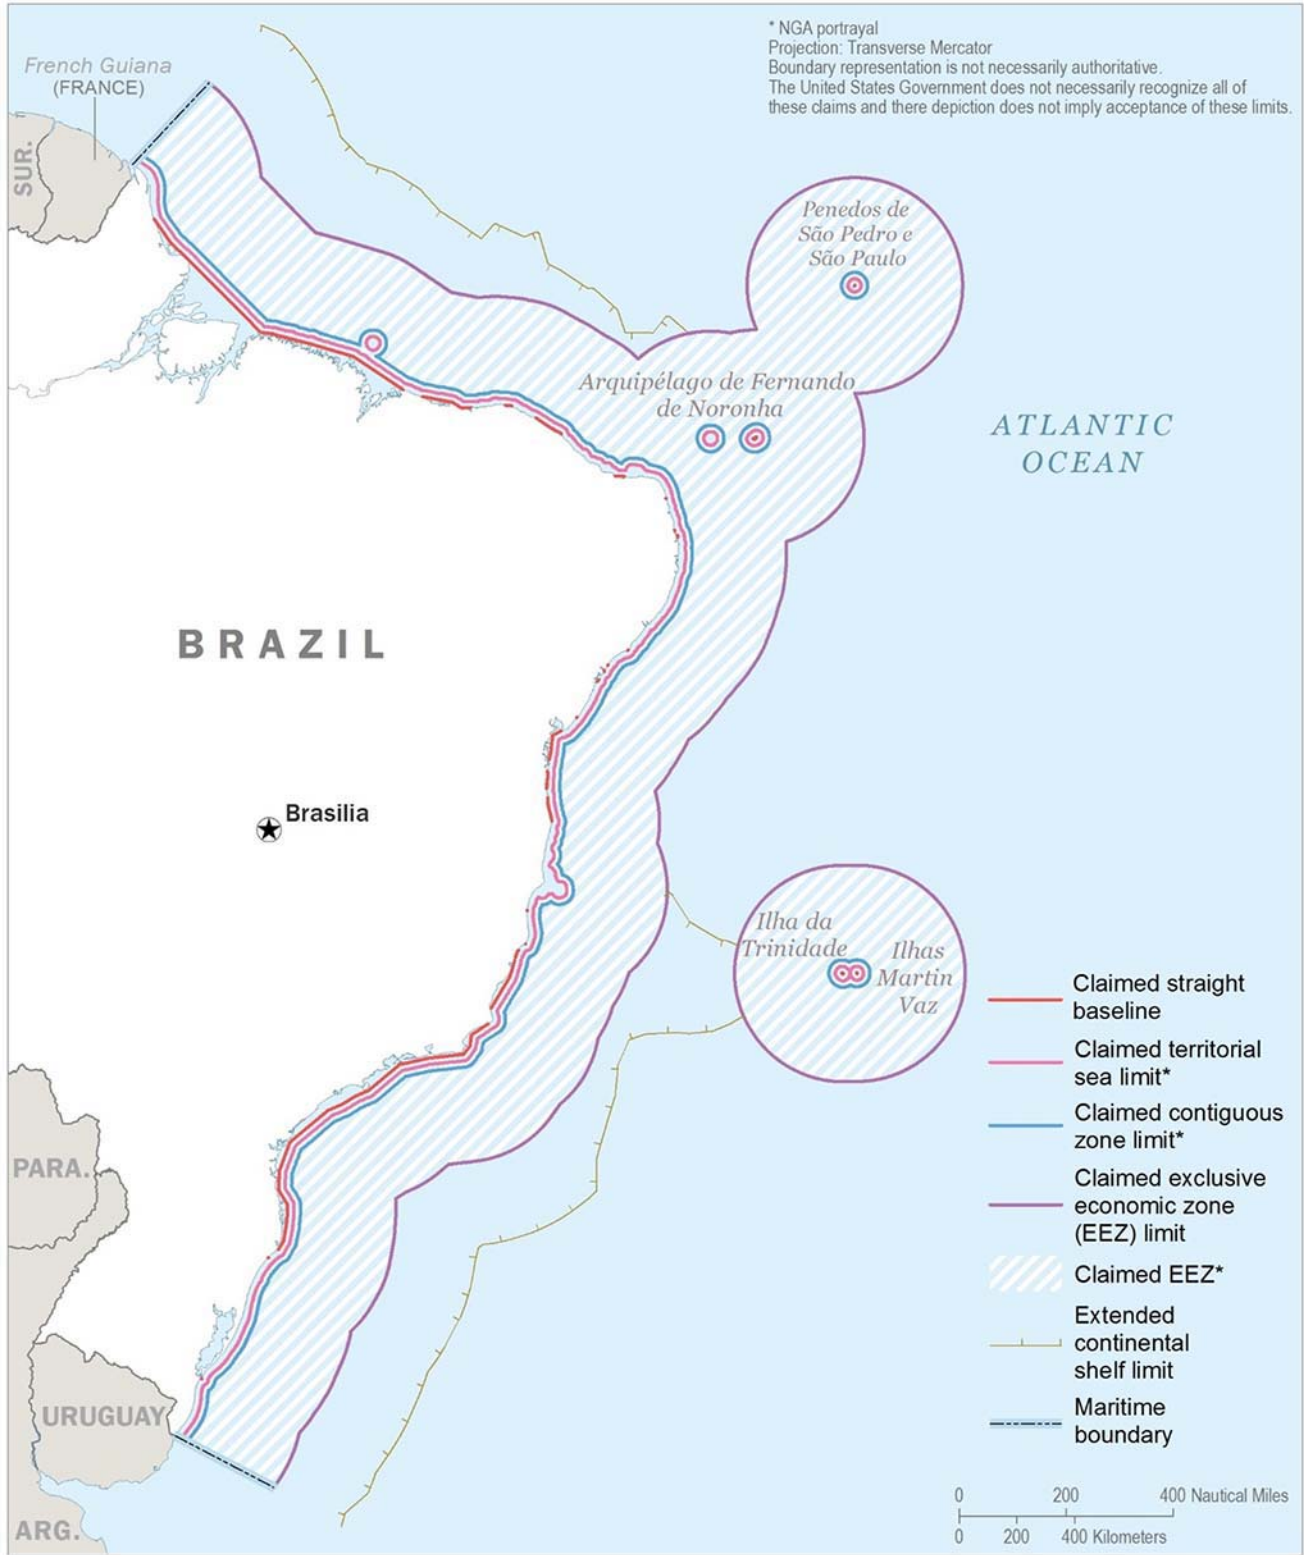 * NGA portrayal
Projection: Transverse Mercator
Boundary representation is not necessarily authoritative.
The United States Government does not necessarily recognize all of
these claims and there depiction does not imply acceptance of these limits.
French Guiana
(FRANCE)
SUR.
Penedos de
São Pedro e
São Paulo
Arquipélago de Fernando
de Noronha
ATLANTIC
OCEAN
BRAZIL
Brasilia
Ilha da
Trinidade
Ilhas
Martin
Vaz
PARA.
URUGUAY
ARG.
Claimed straight
baseline
Claimed territorial
sea limit*
Claimed contiguous
zone limit*
Claimed exclusive
economic zone
(EEZ) limit
Claimed EEZ*
Extended
continental
shelf limit
Maritime
boundary
0 200 400 Nautical Miles
0 200 400 Kilometers